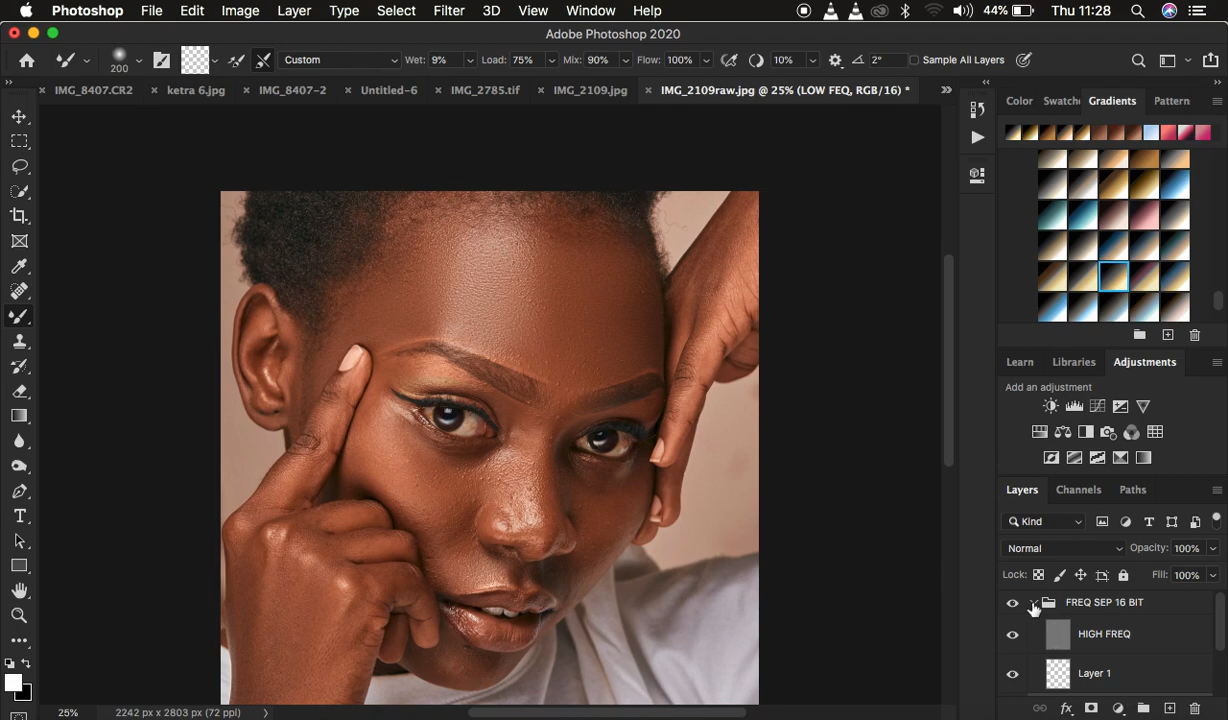 Photoshop File Edit Image Layer Type Select Filter 3D View Window Help 44% Thu 11:28
Adobe Photoshop 2020
200 Custom Wet: 9% Load: 75% Mix: 90% Flow: 100% 10% 2° Sample All Layers
IMG_8407.CR2 ketra 6.jpg IMG_8407-2 Untitled-6 IMG_2785.tif IMG_2109.jpg IMG_2109raw.jpg @ 25% (LOW FEQ, RGB/16) *
Color Swatche Gradients Pattern
Learn Libraries Adjustments
Add an adjustment
Layers Channels Paths
Kind
Normal Opacity: 100%
Lock: Fill: 100%
FREQ SEP 16 BIT
HIGH FREQ
Layer 1
25% 2242 px x 2803 px (72 ppi)